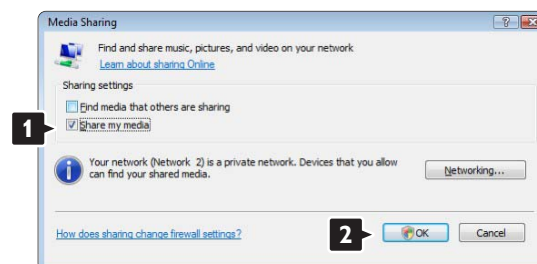 Media Sharing
Find and share music, pictures, and video on your network
Learn about sharing Online
Sharing settings
Find media that others are sharing
1
Share my media
Your network (Network 2) is a private network. Devices that you allow
can find your shared media.
Networking...
How does sharing change firewall settings?
2
OK
Cancel